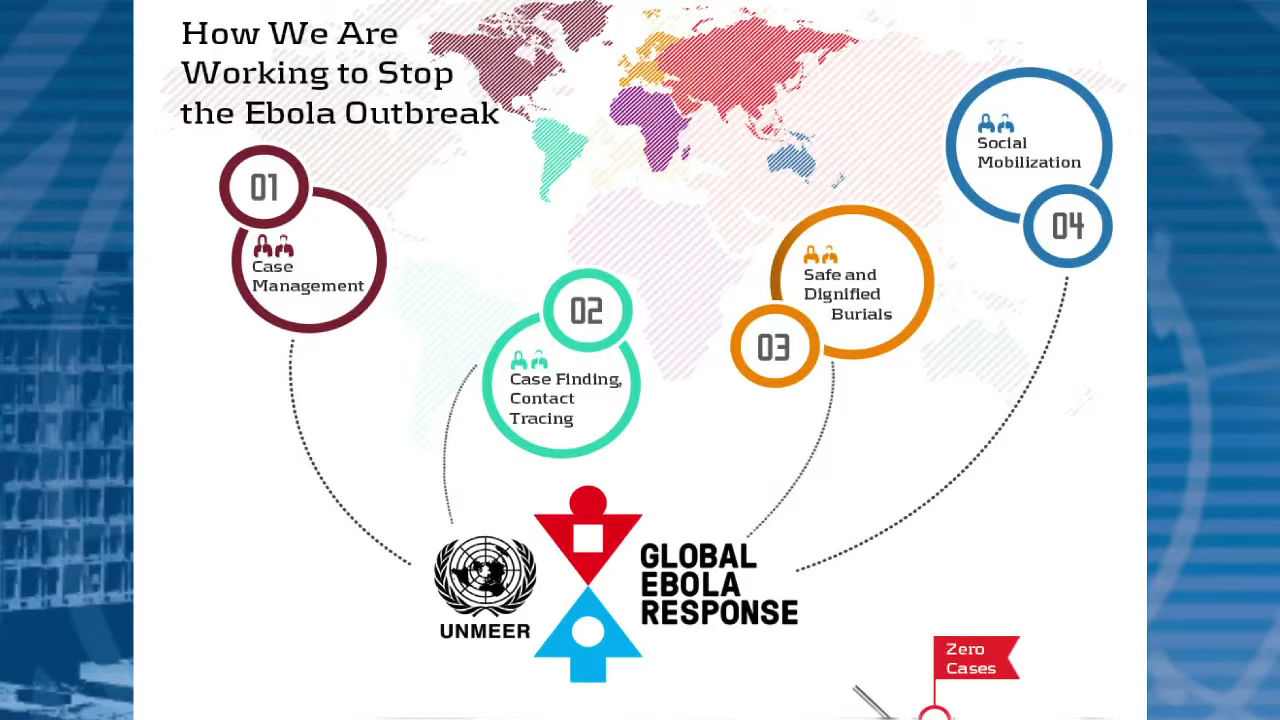 How We Are
Working to Stop
the Ebola Outbreak
01
Case
Management
02
Case Finding,
Contact
Tracing
03
Safe and
Dignified
Burials
04
Social
Mobilization
UNMEER
GLOBAL
EBOLA
RESPONSE
Zero
Cases